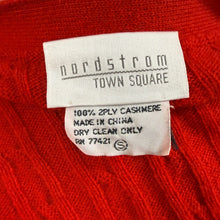 nordstrom
TOWN SQUARE
100% 2PLY CASHMERE
MADE IN CHINA
DRY CLEAN ONLY
RN 77421 S